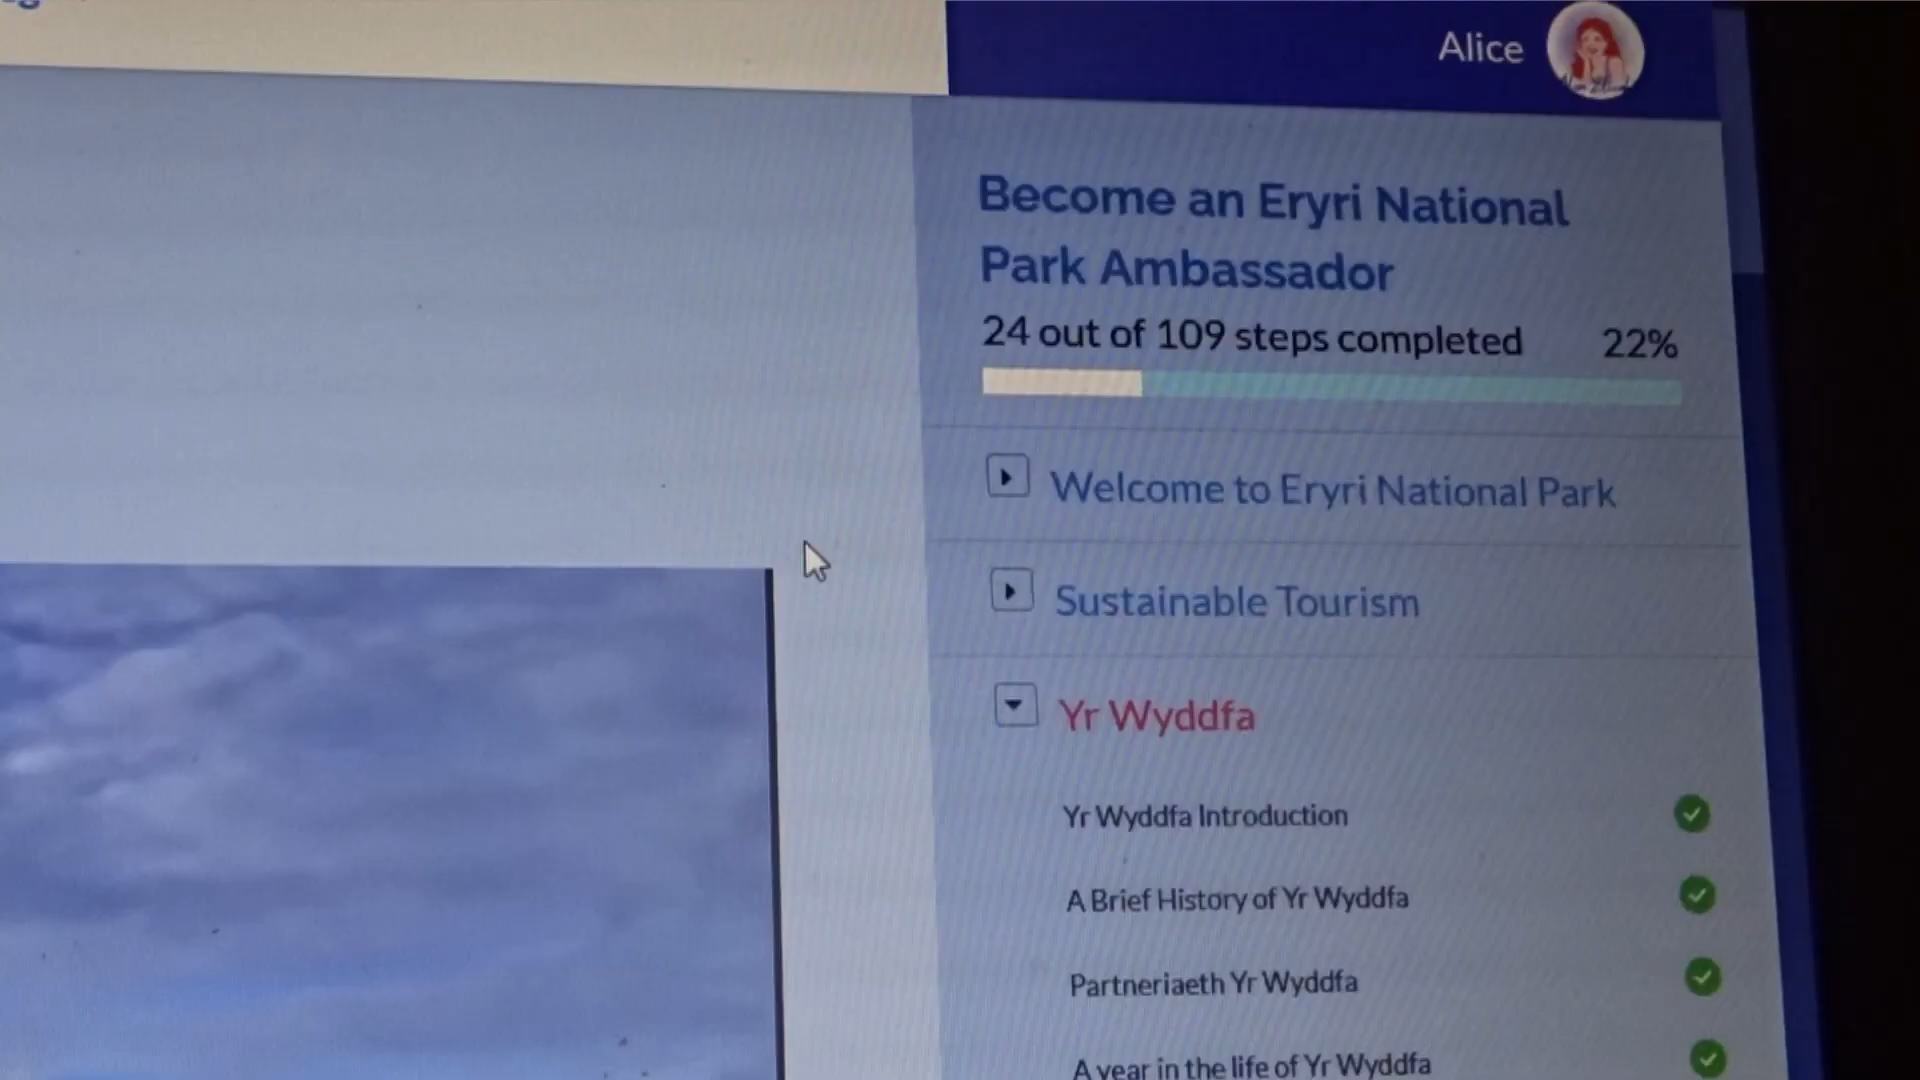 Alice
Become an Eryri National
Park Ambassador
24 out of 109 steps completed 22%
Welcome to Eryri National Park
Sustainable Tourism
Yr Wyddfa
Yr Wyddfa Introduction
A Brief History of Yr Wyddfa
Partneriaeth Yr Wyddfa
A year in the life of Yr Wyddfa